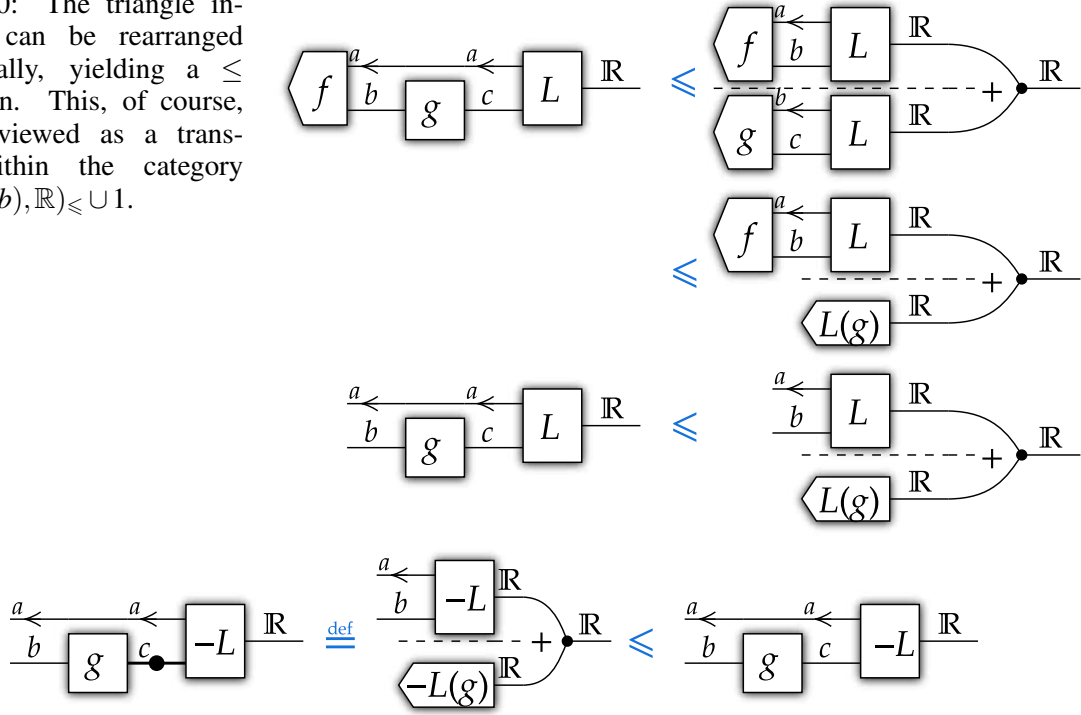 0: The triangle in-
can be rearranged
ally, yielding a ≤
n. This, of course,
viewed as a trans-
ithin the category
b), ℝ)⩽ ∪ 1.
f a b g a c L ℝ ⩽ f a b L ℝ
+ ℝ
g b c L ℝ
⩽ f a b L ℝ
+ ℝ
L(g) ℝ
a b g a c L ℝ ⩽ a b L ℝ
+ ℝ
L(g) ℝ
a b g a c −L ℝ def = a b −L ℝ + ℝ −L(g) ℝ ⩽ a b g a c −L ℝ